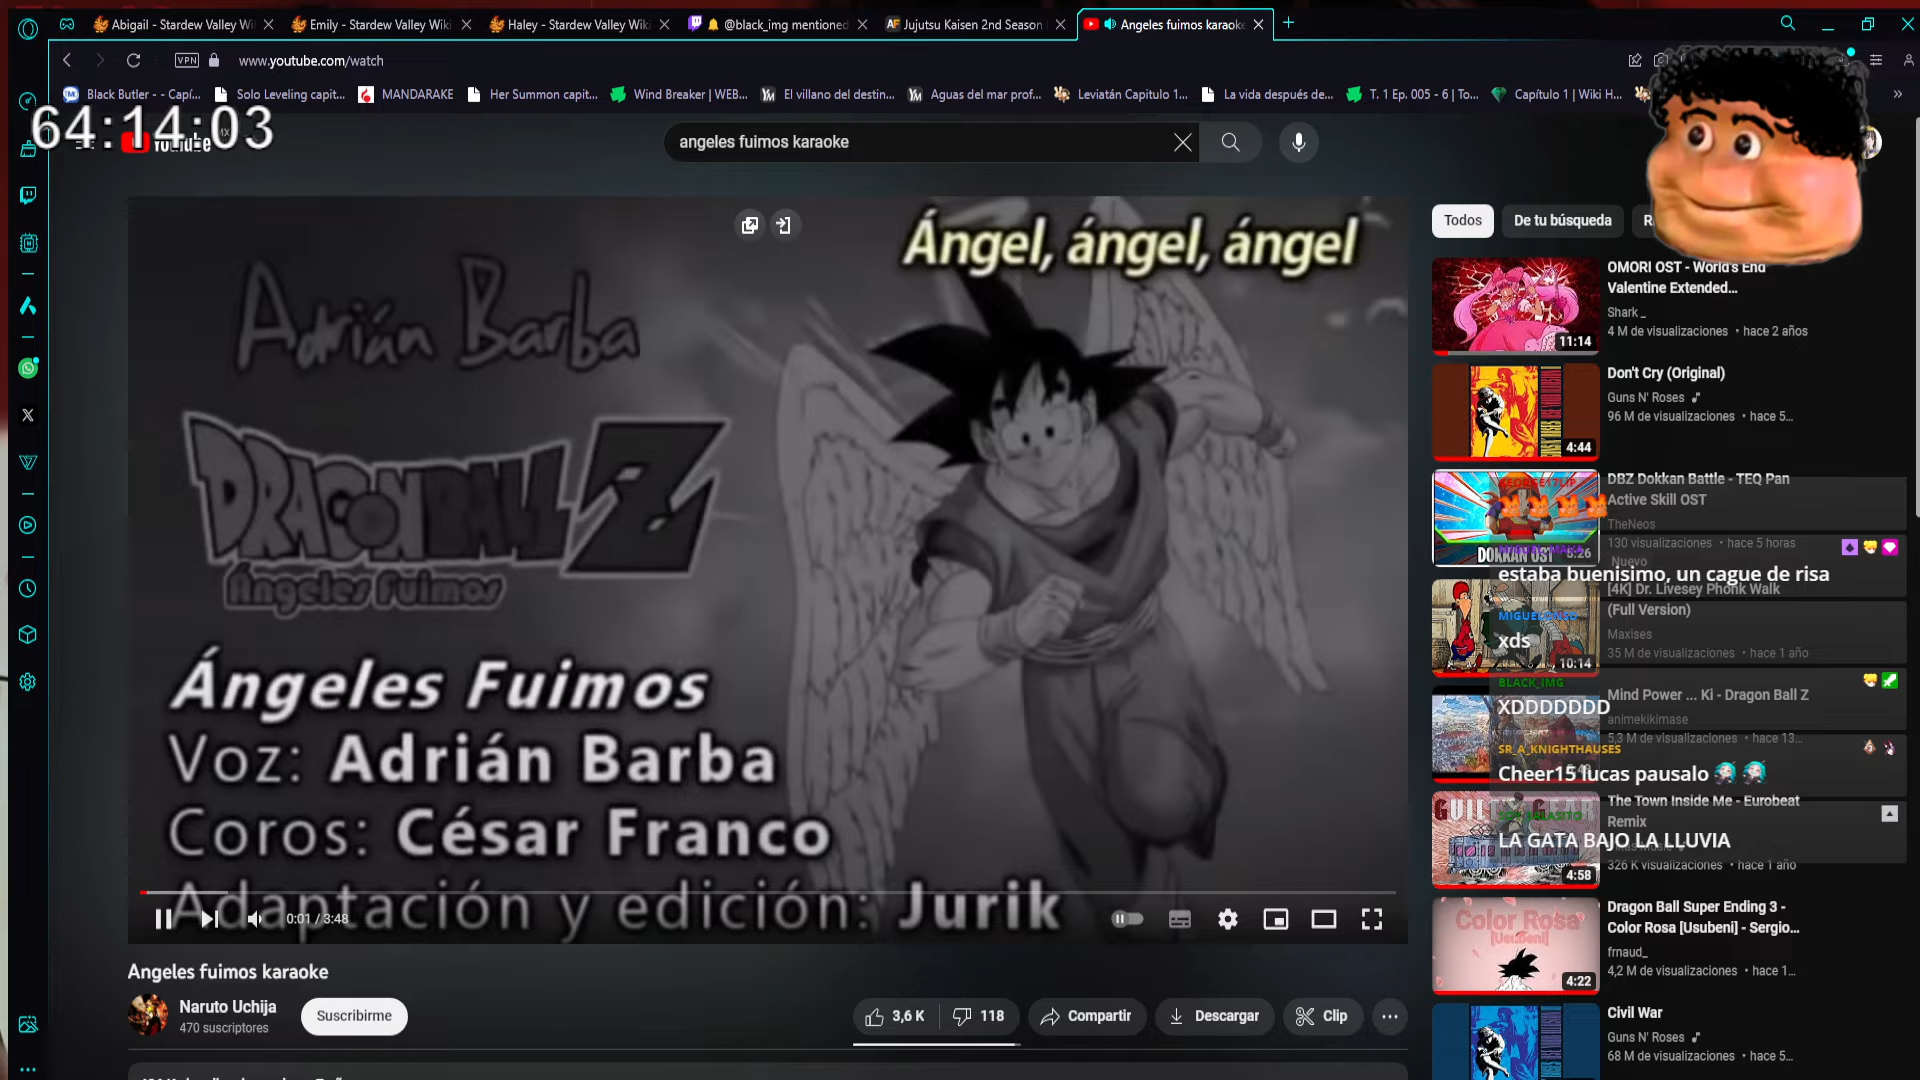 Abigail - Stardew Valley Wi
Emily - Stardew Valley Wiki
Haley - Stardew Valley Wiki
@black_img mentioned
Jujutsu Kaisen 2nd Season
Angeles fuimos karaoke
VPN
www.youtube.com/watch
Black Butler - - Capí...
Solo Leveling capit...
MANDARAKE
Her Summon capit...
Wind Breaker | WEB...
El villano del destin...
Aguas del mar prof...
Leviatán Capitulo 1...
La vida después de...
T. 1 Ep. 005 - 6 | To...
Capítulo 1 | Wiki H...
64:14:03
angeles fuimos karaoke
Ángel, ángel, ángel
Adrián Barba
DRAGON BALL Z
Ángeles fuimos
Ángeles Fuimos
Voz: Adrián Barba
Coros: César Franco
Adaptación y edición: Jurik
0:01 / 3:48
Angeles fuimos karaoke
Naruto Uchija
470 suscriptores
Suscribirme
3,6 K
118
Compartir
Descargar
Clip
Todos
De tu búsqueda
OMORI OST - World's End
Valentine Extended...
Shark _
4 M de visualizaciones • hace 2 años
11:14
Don't Cry (Original)
Guns N' Roses
96 M de visualizaciones • hace 5...
4:44
DBZ Dokkan Battle - TEQ Pan
Active Skill OST
TheNeos
130 visualizaciones • hace 5 horas
Nuevo
DOKKAN OST
5:26
estaba buenisimo, un cague de risa
[4K] Dr. Livesey Phonk Walk
(Full Version)
Maxises
35 M de visualizaciones • hace 1 año
10:14
xds
BLACK_IMG
XDDDDDDD
Mind Power ... Ki - Dragon Ball Z
animekikimase
5,3 M de visualizaciones • hace 13...
SR_A_KNIGHTHAUSES
Cheer15 lucas pausalo
The Town Inside Me - Eurobeat
Remix
LA GATA BAJO LA LLUVIA
326 K visualizaciones • hace 1 año
4:58
Dragon Ball Super Ending 3 -
Color Rosa [Usubeni] - Sergio...
frnaud_
4,2 M de visualizaciones • hace 1...
Color Rosa
[Usubeni]
4:22
Civil War
Guns N' Roses
68 M de visualizaciones • hace 5...